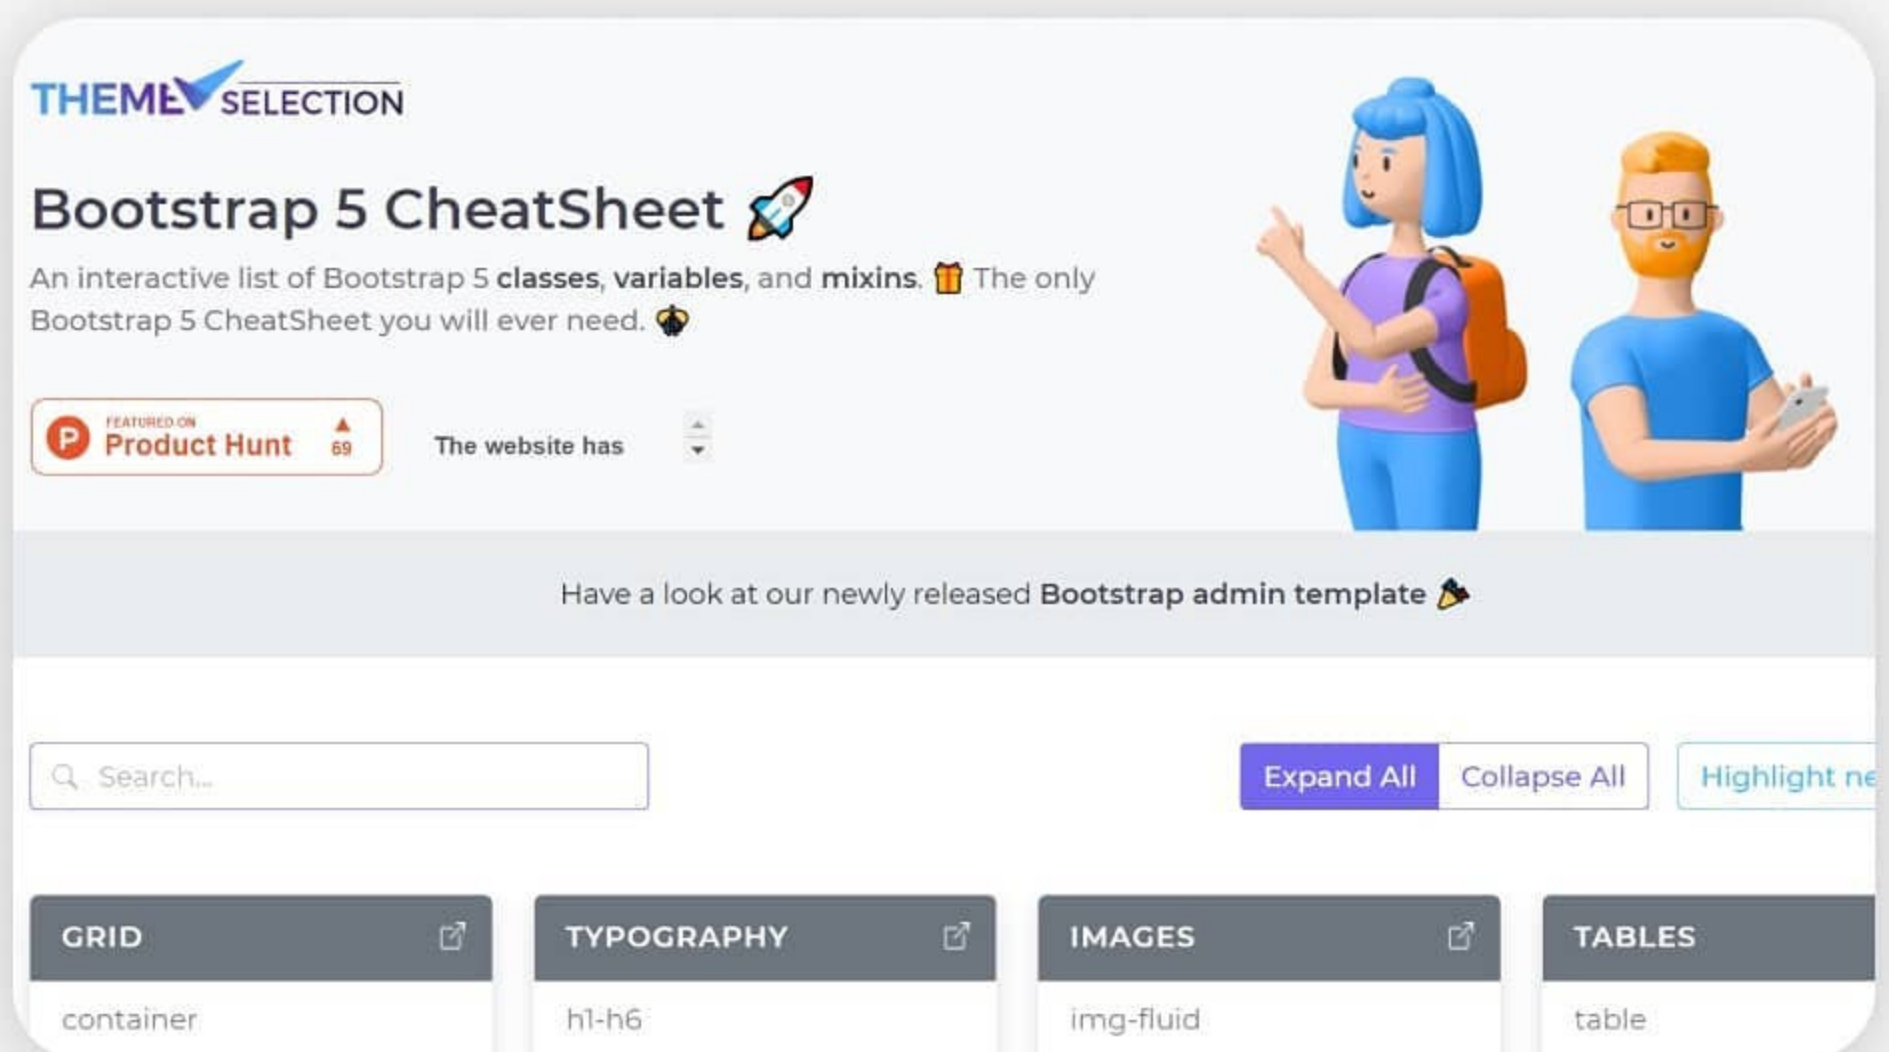 THEME SELECTION
Bootstrap 5 CheatSheet 🚀
An interactive list of Bootstrap 5 classes, variables, and mixins. 🎁 The only
Bootstrap 5 CheatSheet you will ever need.
FEATURED ON
Product Hunt
69
The website has
Have a look at our newly released Bootstrap admin template 🎉
Search...
Expand All
Collapse All
Highlight ne
GRID
TYPOGRAPHY
IMAGES
TABLES
container
h1-h6
img-fluid
table